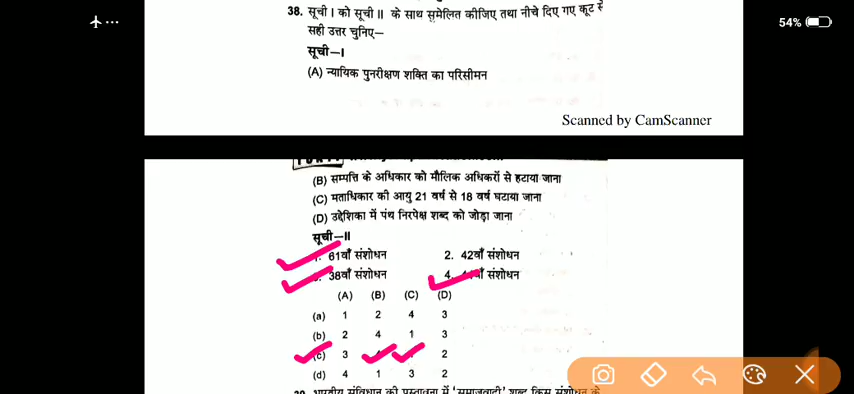 54%
38. सूची I को सूची II के साथ सुमेलित कीजिए तथा नीचे दिए गए कूट से
सही उत्तर चुनिए—
सूची—I
(A) न्यायिक पुनरीक्षण शक्ति का परिसीमन
Scanned by CamScanner
(B) सम्पत्ति के अधिकार को मौलिक अधिकरों से हटाया जाना
(C) मताधिकार की आयु 21 वर्ष से 18 वर्ष घटाया जाना
(D) उद्देशिका में पंथ निरपेक्ष शब्द को जोड़ा जाना
सूची—II
61वाँ संशोधन 2. 42वाँ संशोधन
38वाँ संशोधन 4. संशोधन
(A) (B) (C) (D)
(a) 1 2 4 3
(b) 2 4 1 3
(c) 3 2
(d) 4 1 3 2
39. भारतीय संविधान की प्रस्तावना में 'समाजवादी' शब्द किस संशोधन के